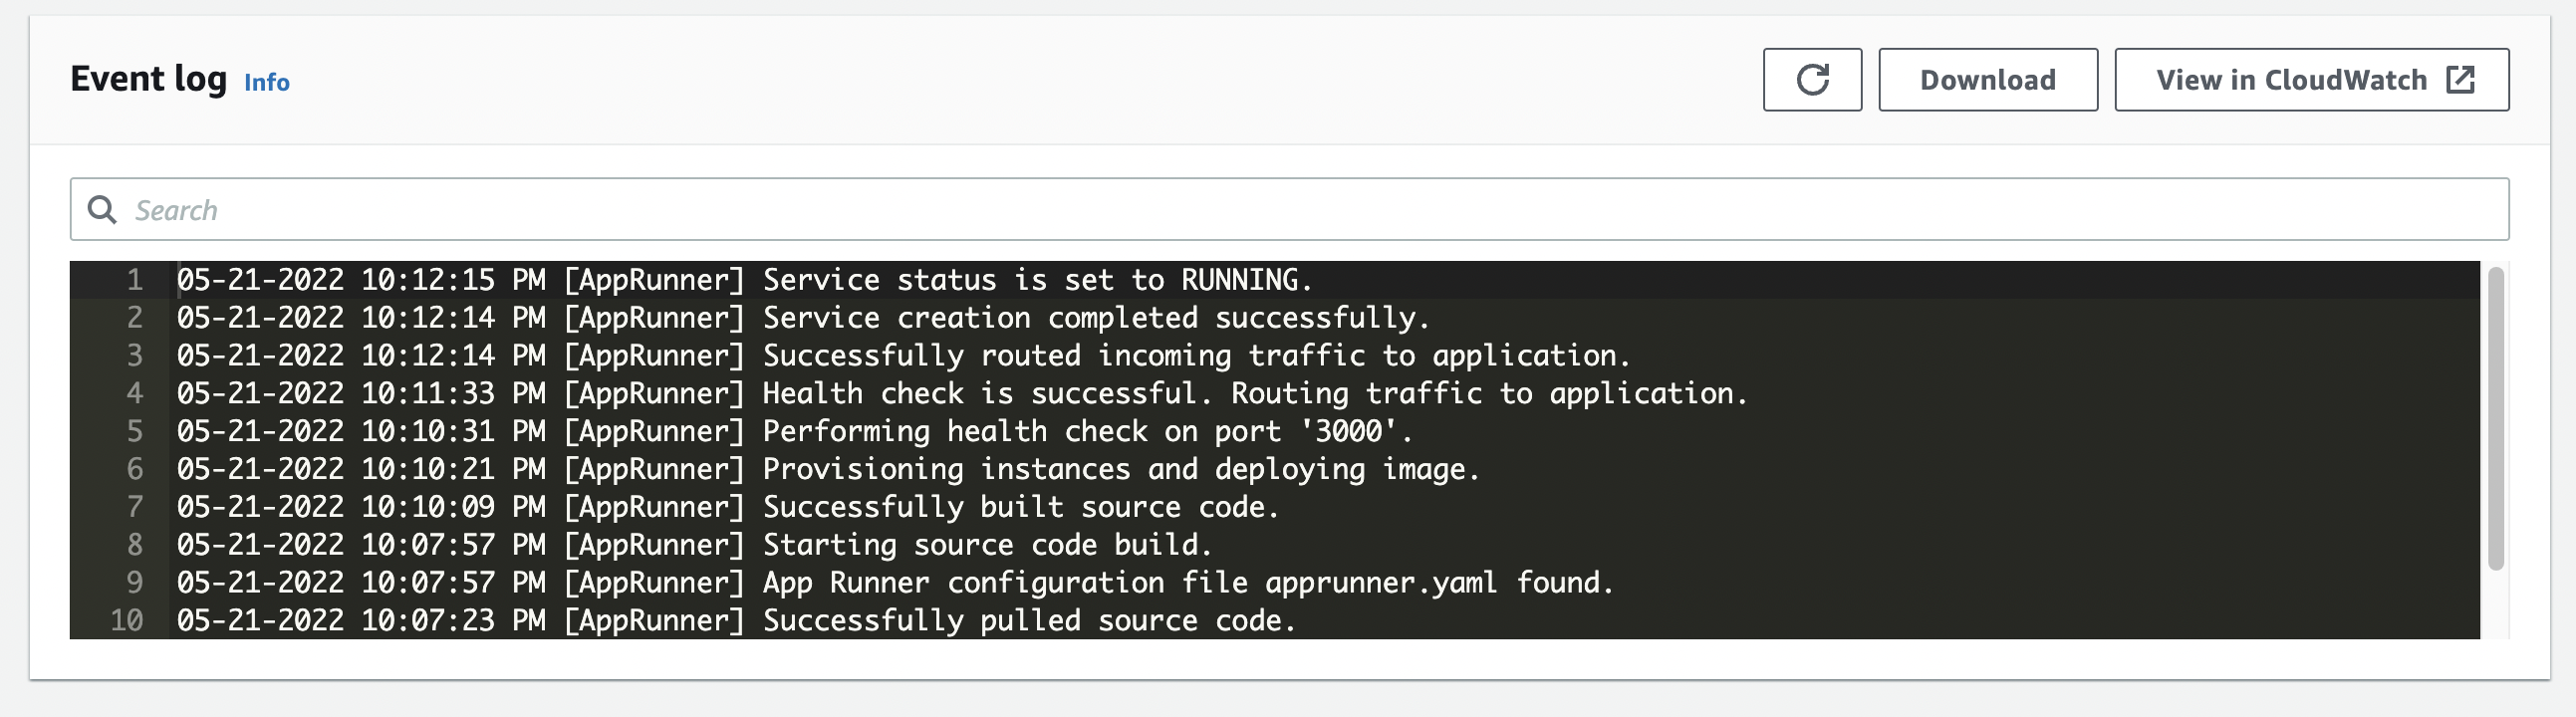 Event log Info
Download
View in CloudWatch
Search
1 05-21-2022 10:12:15 PM [AppRunner] Service status is set to RUNNING.
2 05-21-2022 10:12:14 PM [AppRunner] Service creation completed successfully.
3 05-21-2022 10:12:14 PM [AppRunner] Successfully routed incoming traffic to application.
4 05-21-2022 10:11:33 PM [AppRunner] Health check is successful. Routing traffic to application.
5 05-21-2022 10:10:31 PM [AppRunner] Performing health check on port '3000'.
6 05-21-2022 10:10:21 PM [AppRunner] Provisioning instances and deploying image.
7 05-21-2022 10:10:09 PM [AppRunner] Successfully built source code.
8 05-21-2022 10:07:57 PM [AppRunner] Starting source code build.
9 05-21-2022 10:07:57 PM [AppRunner] App Runner configuration file apprunner.yaml found.
10 05-21-2022 10:07:23 PM [AppRunner] Successfully pulled source code.